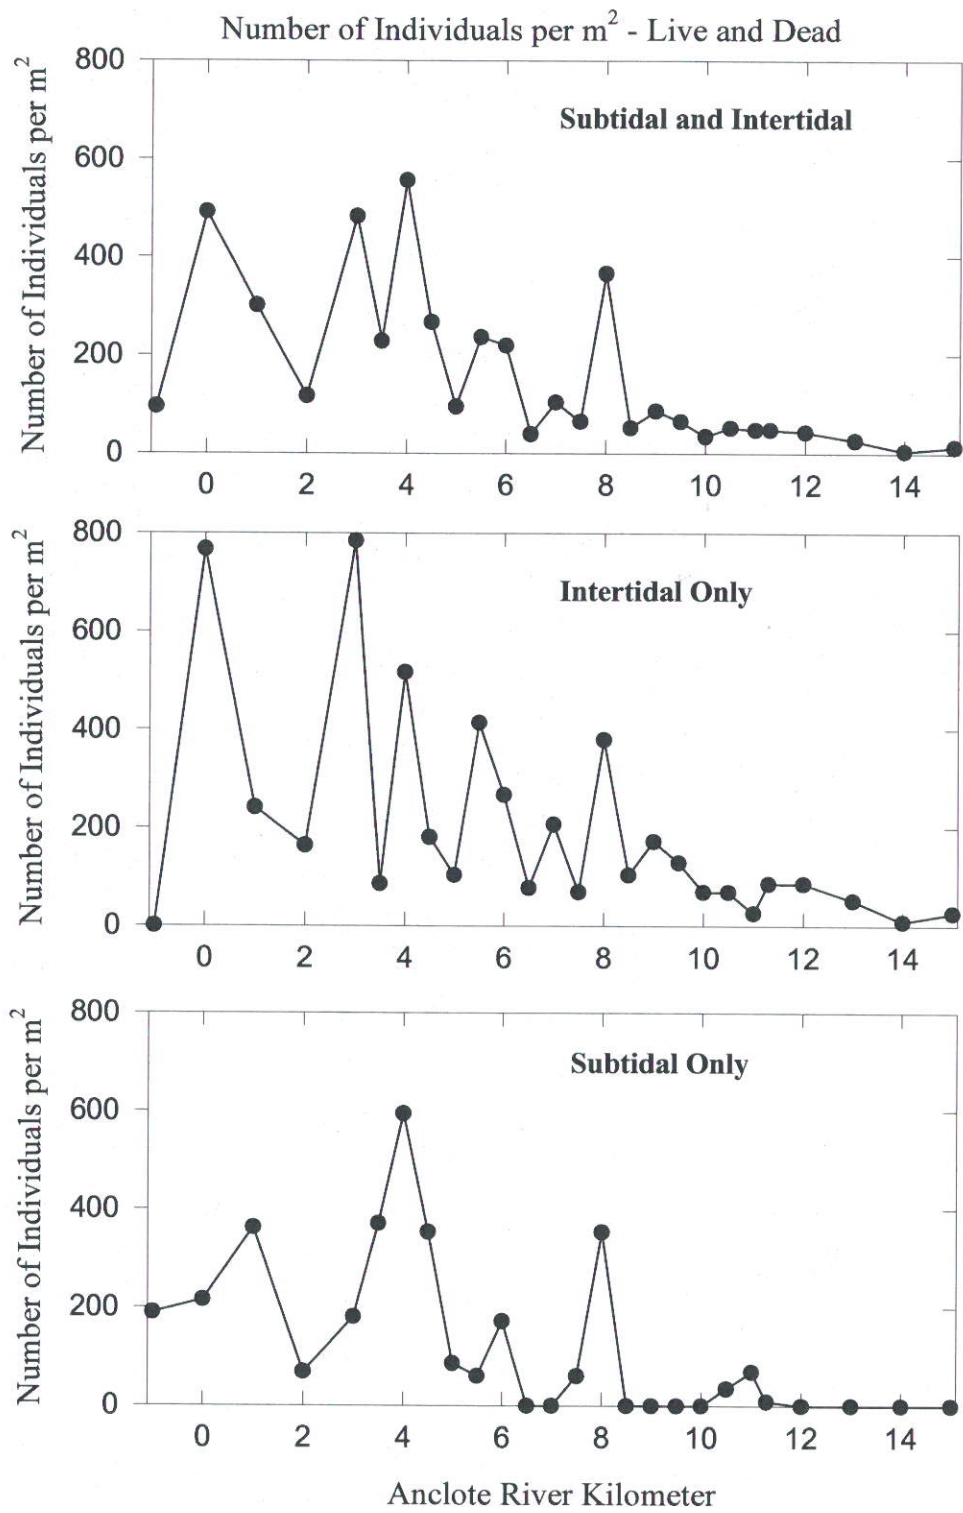 Number of Individuals per m² - Live and Dead
Number of Individuals per m²
800
600
400
200
0
Subtidal and Intertidal
0 2 4 6 8 10 12 14
Number of Individuals per m²
800
600
400
200
0
Intertidal Only
0 2 4 6 8 10 12 14
Number of Individuals per m²
800
600
400
200
0
Subtidal Only
0 2 4 6 8 10 12 14
Anclote River Kilometer